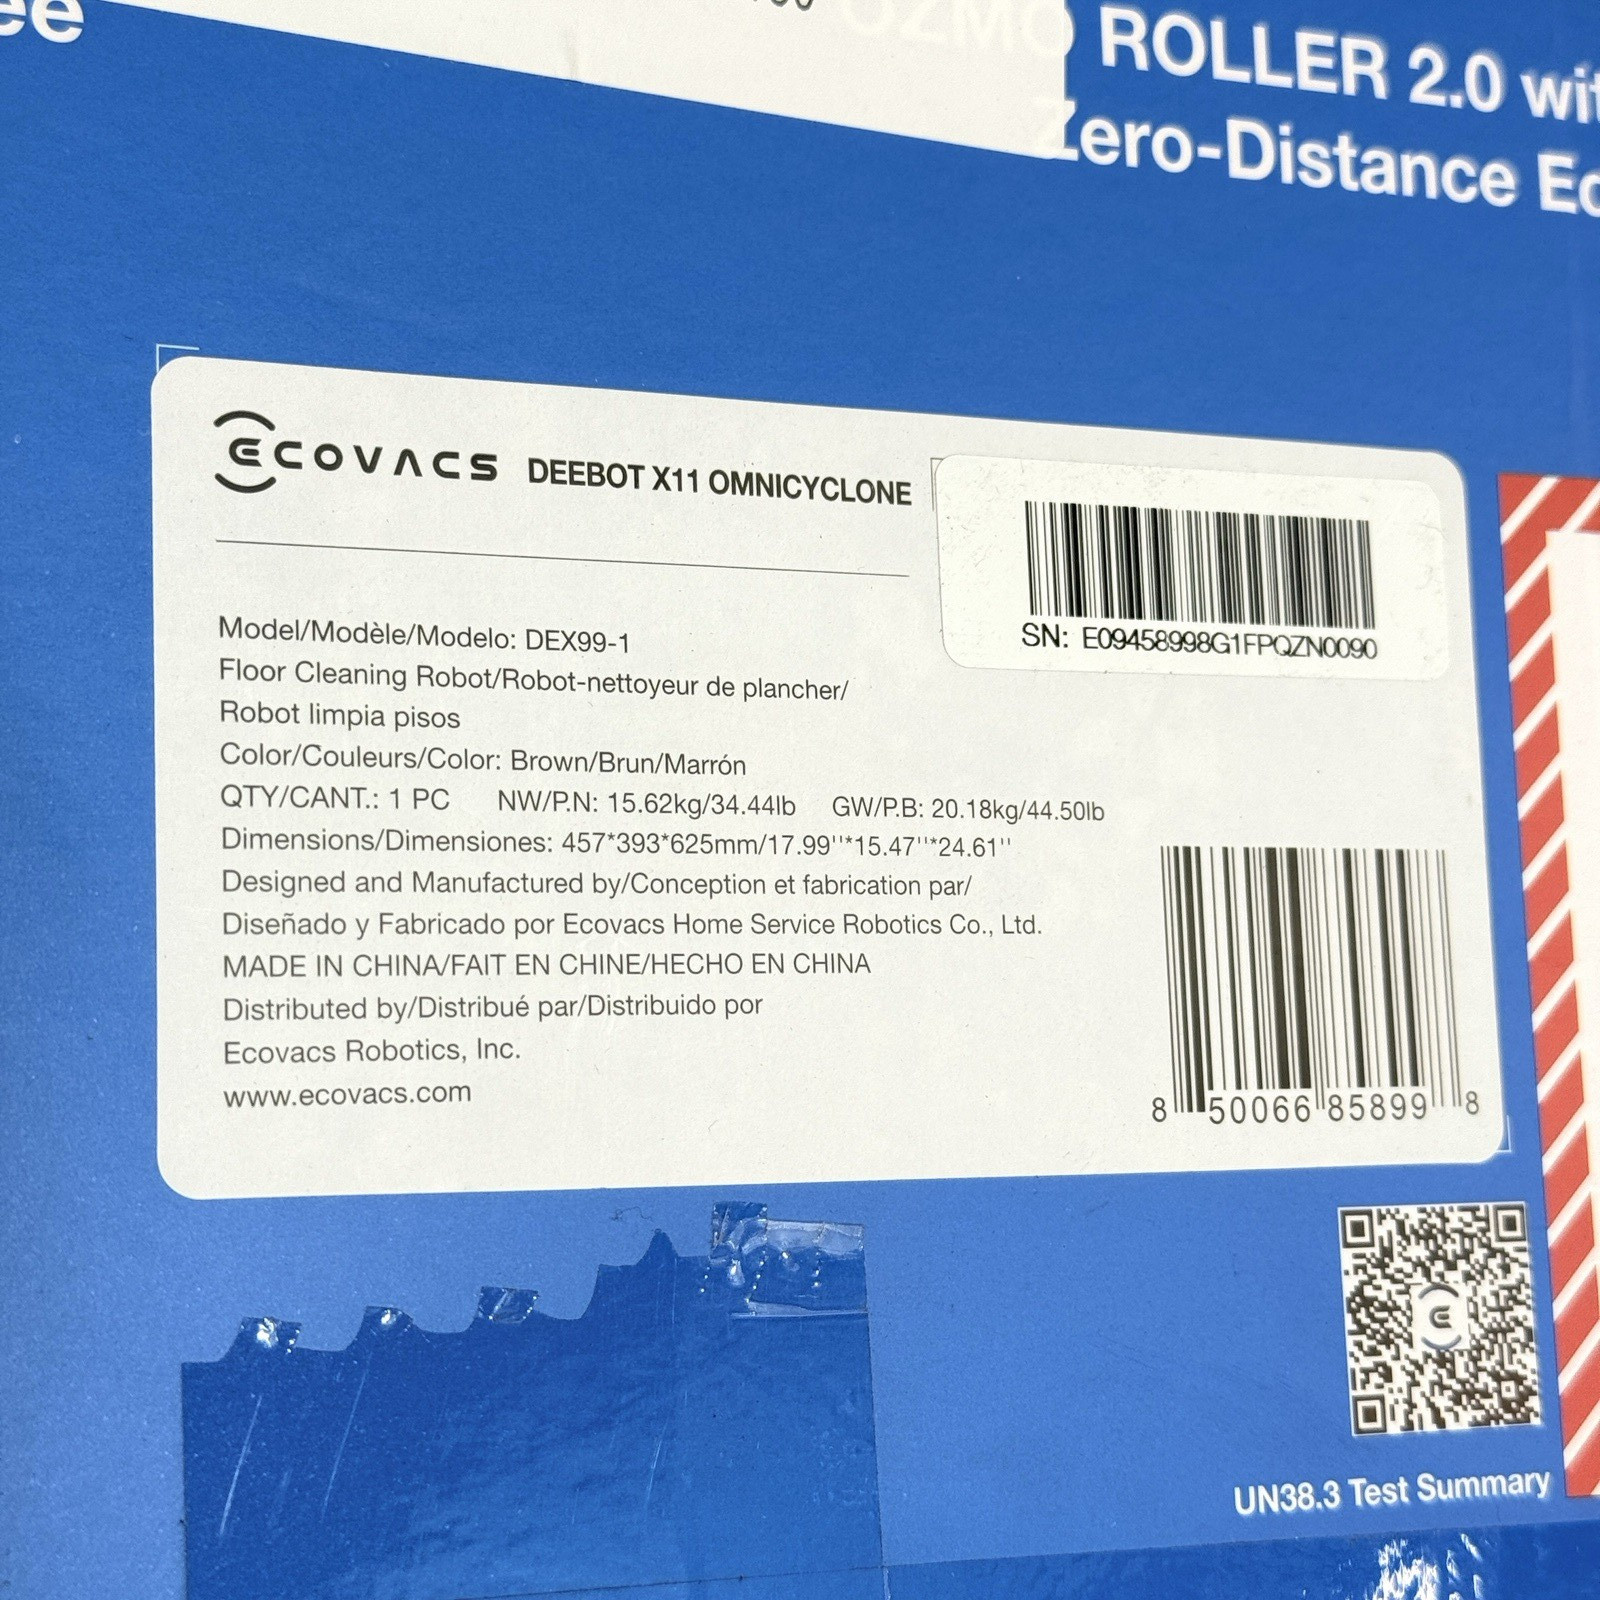 ee
OZMO ROLLER 2.0
Zero-Distance
ECOVACS DEEBOT X11 OMNICYCLONE
SN: E09458998G1FPQZN0090
Model/Modèle/Modelo: DEX99-1
Floor Cleaning Robot/Robot-nettoyeur de plancher/
Robot limpia pisos
Color/Couleurs/Color: Brown/Brun/Marrón
QTY/CANT.: 1 PC NW/P.N: 15.62kg/34.44lb GW/P.B: 20.18kg/44.50lb
Dimensions/Dimensiones: 457*393*625mm/17.99''*15.47''*24.61''
Designed and Manufactured by/Conception et fabrication par/
Diseñado y Fabricado por Ecovacs Home Service Robotics Co., Ltd.
MADE IN CHINA/FAIT EN CHINE/HECHO EN CHINA
Distributed by/Distribué par/Distribuido por
Ecovacs Robotics, Inc.
www.ecovacs.com
8 50066 85899 8
UN38.3 Test Summary